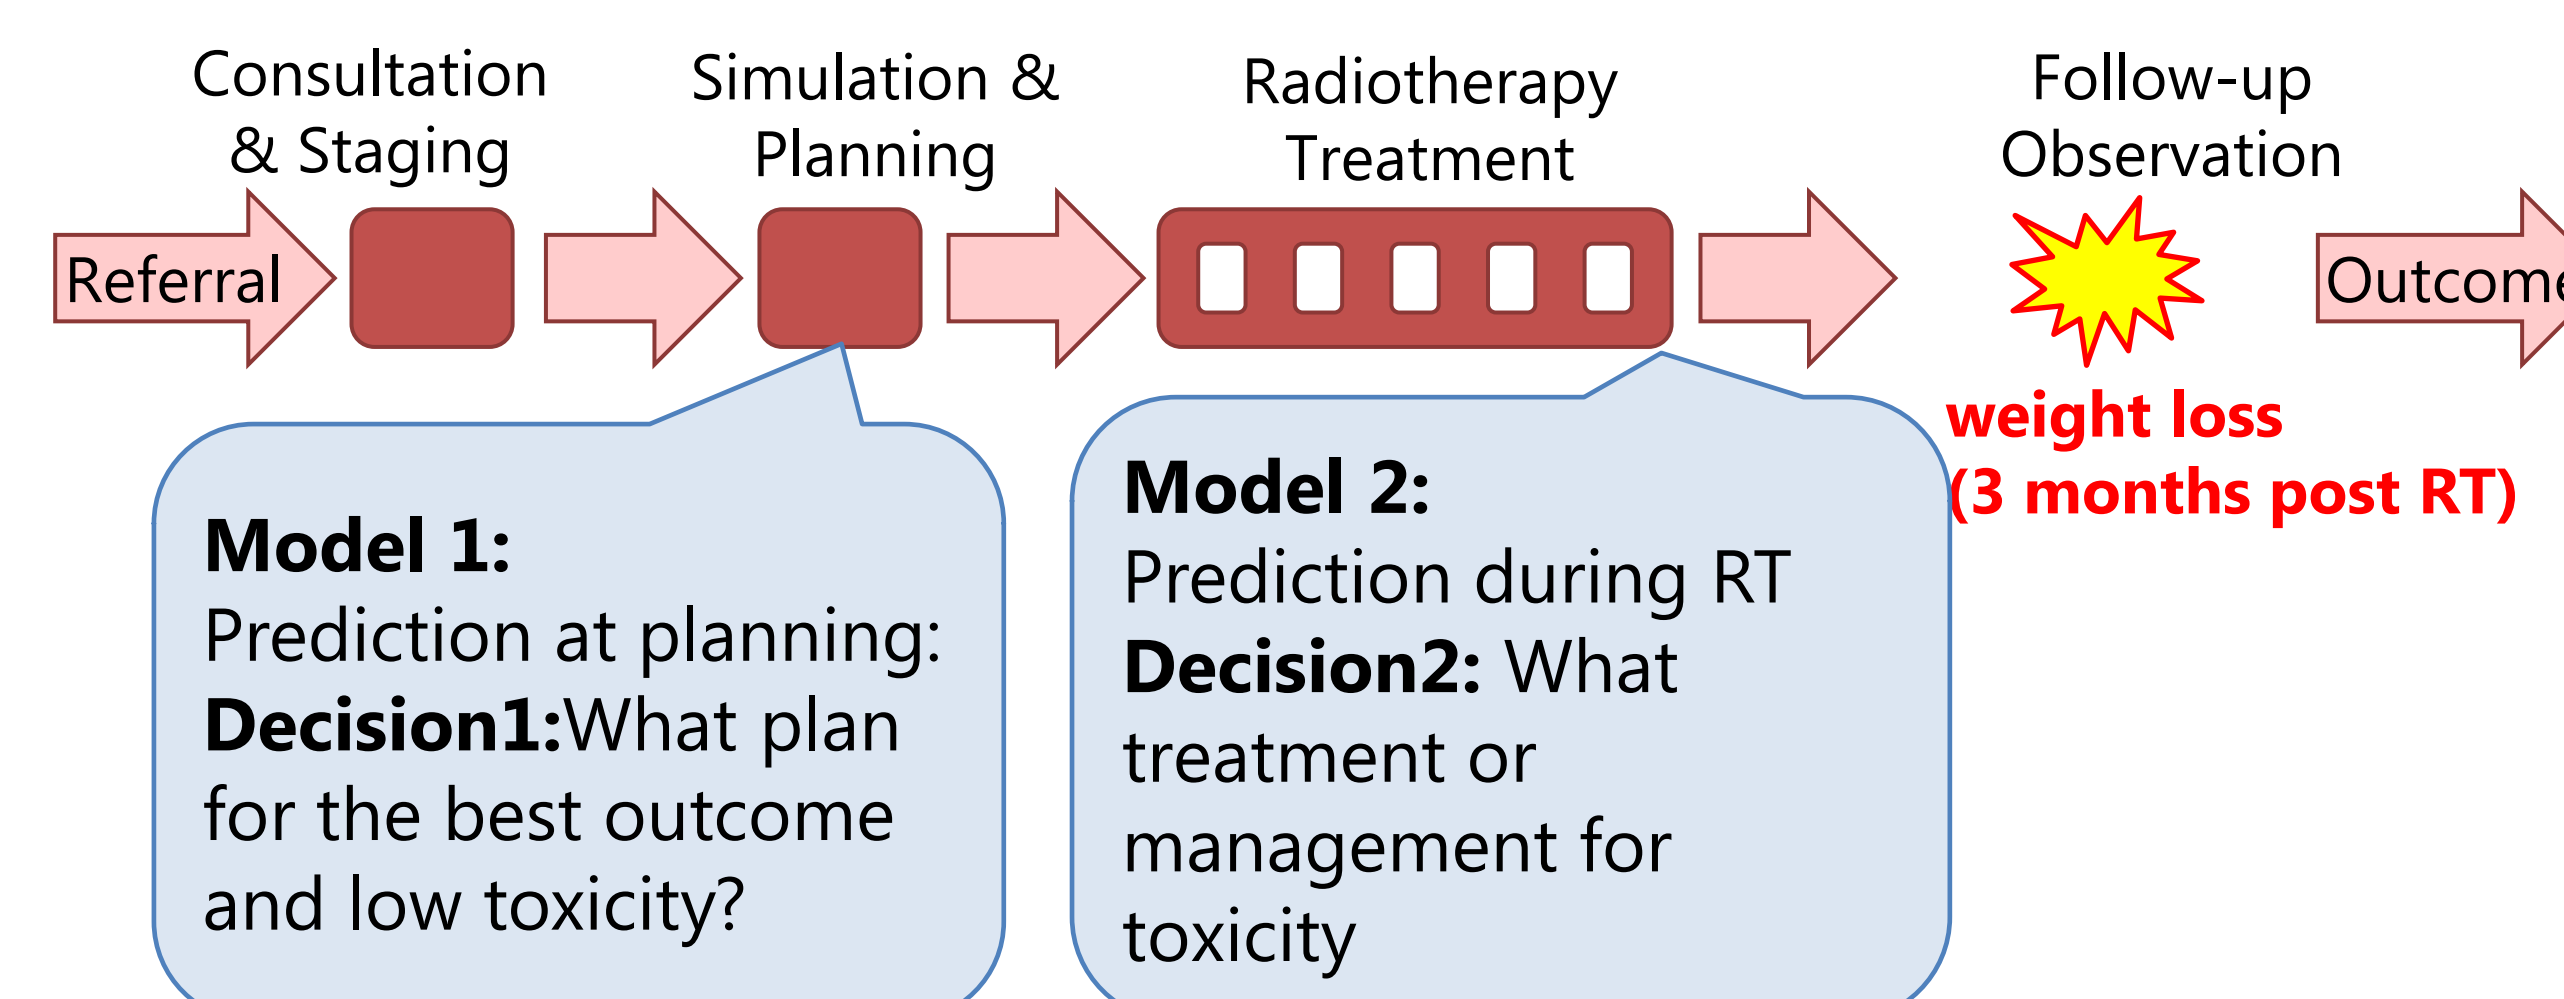 Consultation
& Staging
Simulation &
Planning
Radiotherapy
Treatment
Follow-up
Observation
Referral
Outcome
weight loss
(3 months post RT)
Model 1:
Prediction at planning:
Decision1:What plan
for the best outcome
and low toxicity?
Model 2:
Prediction during RT
Decision2: What
treatment or
management for
toxicity